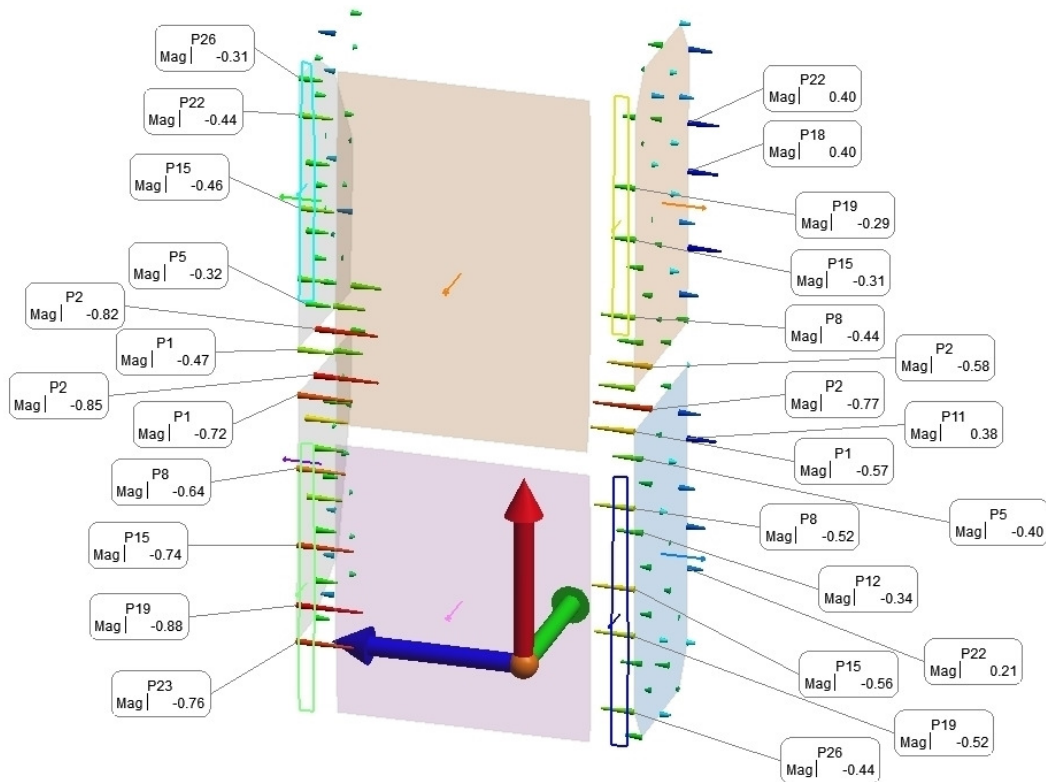 P26
Mag -0.31
P22
Mag -0.44
P15
Mag -0.46
P5
Mag -0.32
P2
Mag -0.82
P1
Mag -0.47
P2
Mag -0.85
P1
Mag -0.72
P8
Mag -0.64
P15
Mag -0.74
P19
Mag -0.88
P23
Mag -0.76
P22
Mag 0.40
P18
Mag 0.40
P19
Mag -0.29
P15
Mag -0.31
P8
Mag -0.44
P2
Mag -0.58
P2
Mag -0.77
P11
Mag 0.38
P1
Mag -0.57
P5
Mag -0.40
P8
Mag -0.52
P12
Mag -0.34
P22
Mag 0.21
P15
Mag -0.56
P19
Mag -0.52
P26
Mag -0.44